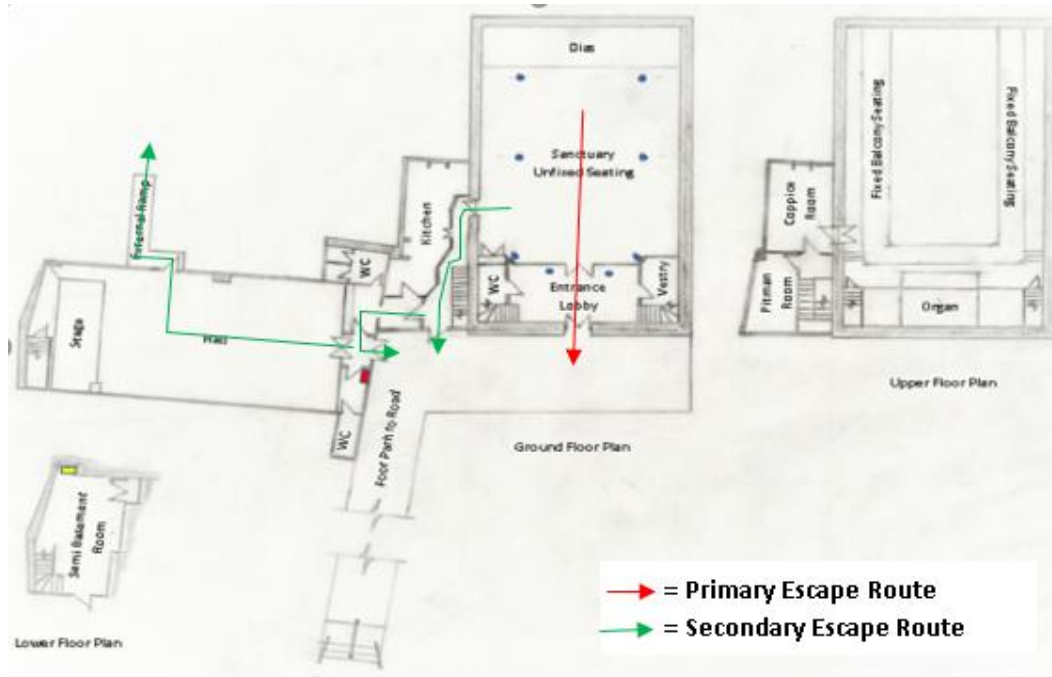 Dias
Sanctuary
Unfixed Seating
Entrance
Lobby
Vestry
WC
Kitchen
WC
External Ramp
Stage
Hall
WC
Foot Path to Road
Ground Floor Plan
Fixed Balcony Seating
Fixed Balcony Seating
Coppice
Room
Pitman
Room
Organ
Upper Floor Plan
Semi Basement
Room
Lower Floor Plan
= Primary Escape Route
= Secondary Escape Route